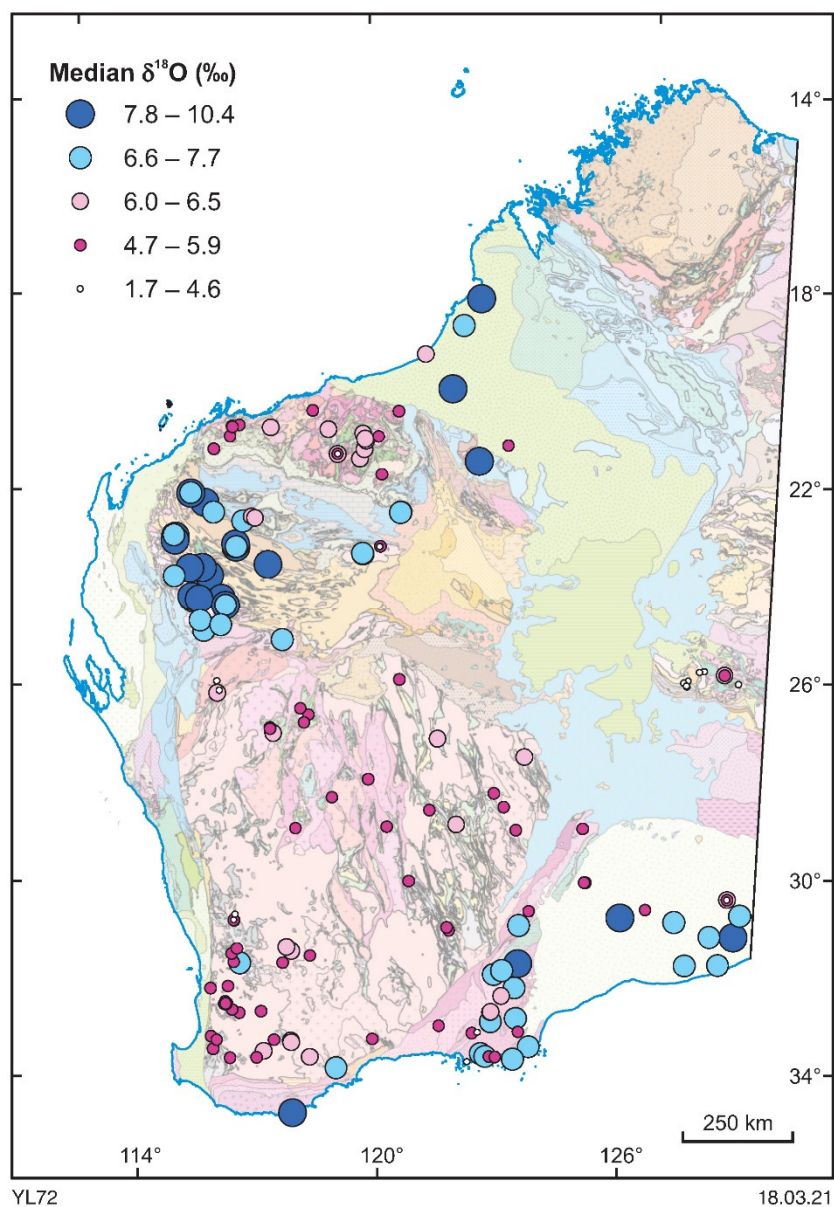 Median δ¹⁸O (‰)
7.8 – 10.4
6.6 – 7.7
6.0 – 6.5
4.7 – 5.9
1.7 – 4.6
14°
18°
22°
26°
30°
34°
250 km
114° 120° 126°
YL72 18.03.21